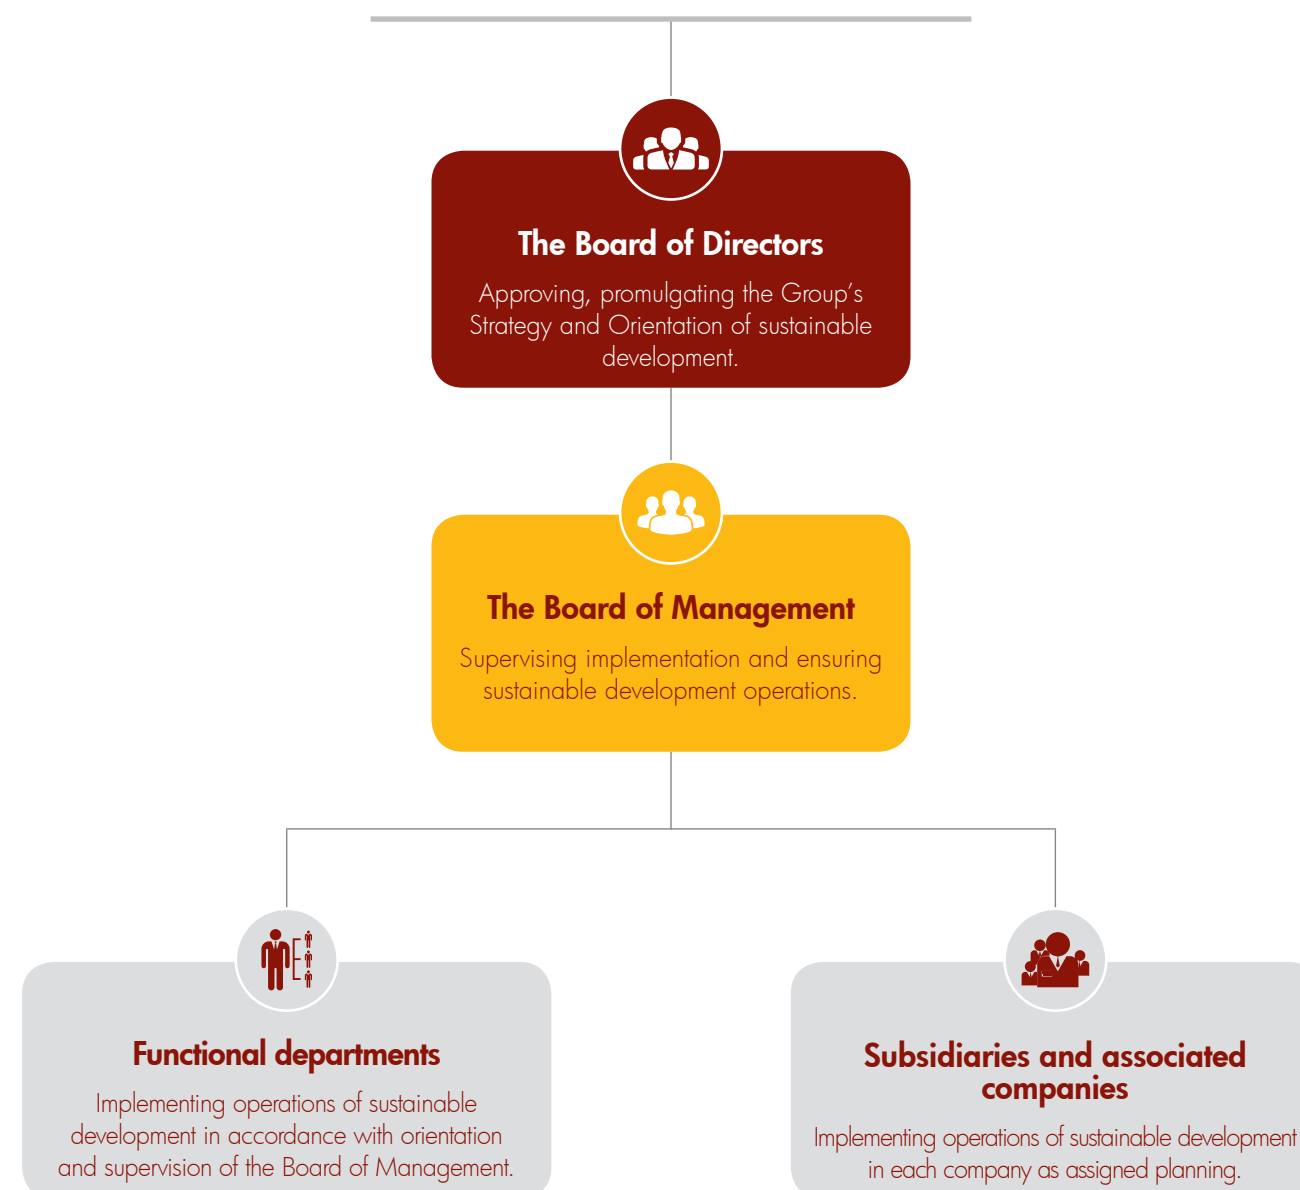 The Board of Directors
Approving, promulgating the Group's
Strategy and Orientation of sustainable
development.
The Board of Management
Supervising implementation and ensuring
sustainable development operations.
Functional departments
Implementing operations of sustainable
development in accordance with orientation
and supervision of the Board of Management.
Subsidiaries and associated
companies
Implementing operations of sustainable development
in each company as assigned planning.